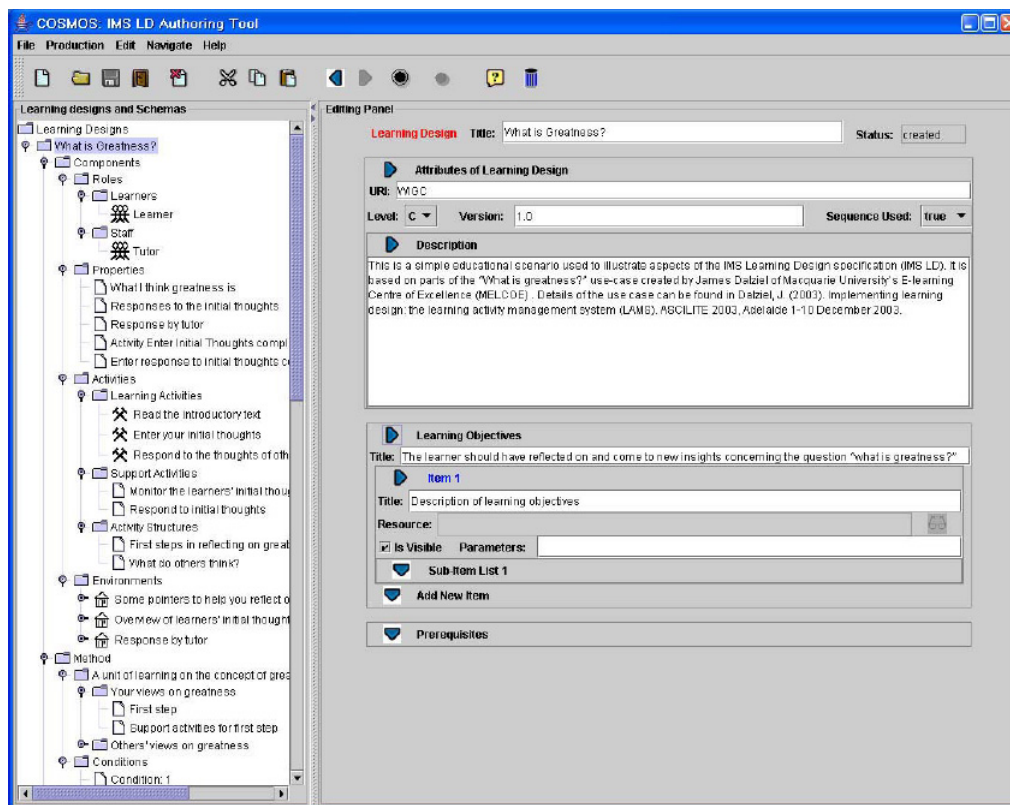 COSMOS: IMS LD Authoring Tool
File Production Edit Navigate Help
Learning designs and Schemas
Learning Designs
What is Greatness?
Components
Roles
Learners
Learner
Staff
Tutor
Properties
What I think greatness is
Responses to the initial thoughts
Response by tutor
Activity Enter Initial Thoughts compl
Enter response to initial thoughts c
Activities
Learning Activities
Read the introductory text
Enter your initial thoughts
Respond to the thoughts of oth
Support Activities
Monitor the learners' initial thou
Respond to initial thoughts
Activity Structures
First steps in reflecting on great
What do others think?
Environments
Some pointers to help you reflect o
Overview of learners' initial thought
Response by tutor
Method
A unit of learning on the concept of grea
Your views on greatness
First step
Support activities for first step
Others' views on greatness
Conditions
Condition: 1
Editing Panel
Learning Design Title: What is Greatness? Status: created
Attributes of Learning Design
URI: WIGC
Level: C Version: 1.0 Sequence Used: true
Description
This is a simple educational scenario used to illustrate aspects of the IMS Learning Design specification (IMS LD). It is
based on parts of the "What is greatness?" use-case created by James Dalziel of Macquarie University's E-learning
Centre of Excellence (MELCOE) . Details of the use case can be found in Dalziel, J. (2003). Implementing learning
design: the learning activity management system (LAMS). ASCILITE 2003, Adelaide 1-10 December 2003.
Learning Objectives
Title: The learner should have reflected on and come to new insights concerning the question "what is greatness?"
Item 1
Title: Description of learning objectives
Resource:
Is Visible Parameters:
Sub-Item List 1
Add New Item
Prerequisites